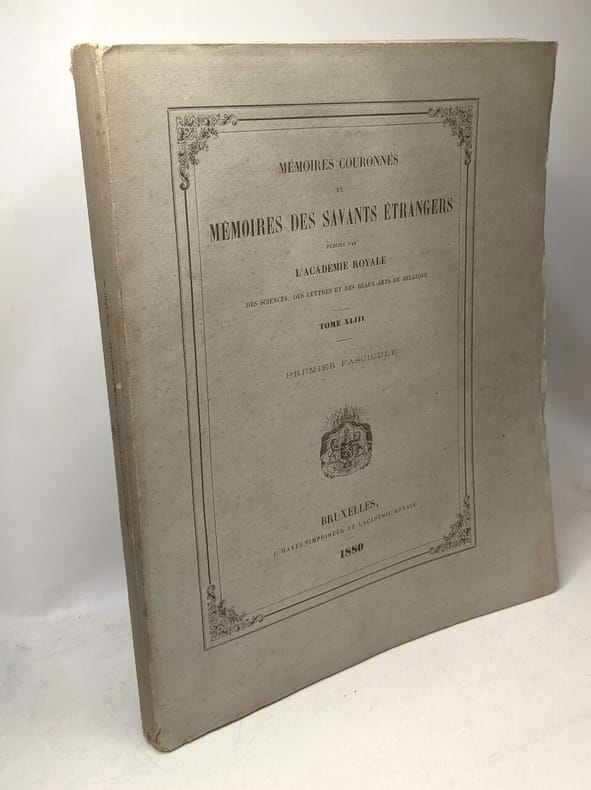 MÉMOIRES COURONNÉS
ET
MÉMOIRES DES SAVANTS ÉTRANGERS
PUBLIÉS PAR
L'ACADÉMIE ROYALE
DES SCIENCES, DES LETTRES ET DES BEAUX-ARTS DE BELGIQUE
TOME XLIII
PREMIER FASCICULE
BRUXELLES,
F. HAYEZ, IMPRIMEUR DE L'ACADÉMIE ROYALE
1880